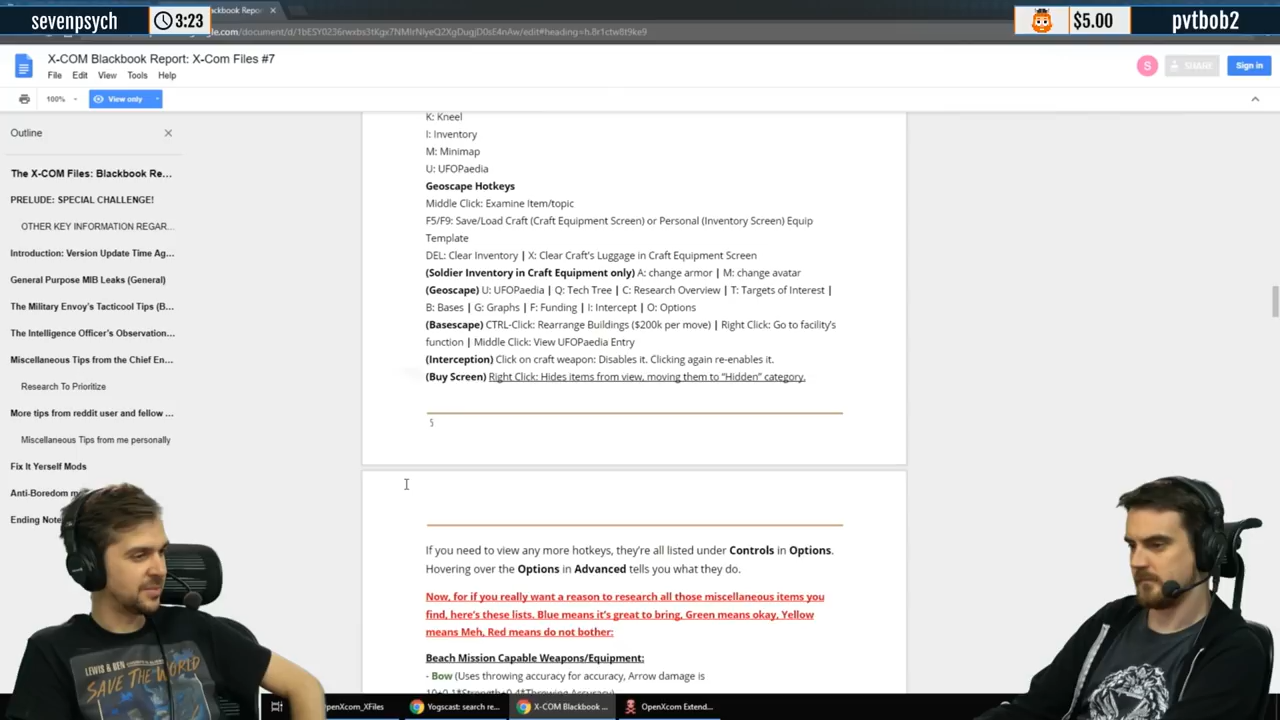 sevenpsych
3:23
$5.00
pvtbob2
X-COM Blackbook Report: X-Com Files #7
File Edit View Tools Help
SHARE
Sign in
S
100%
View only
Outline
The X-COM Files: Blackbook Re...
PRELUDE: SPECIAL CHALLENGE!
OTHER KEY INFORMATION REGAR...
Introduction: Version Update Time Ag...
General Purpose MIB Leaks (General)
The Military Envoy's Tacticool Tips (B...
The Intelligence Officer's Observation...
Miscellaneous Tips from the Chief En...
Research To Prioritize
More tips from reddit user and fellow ...
Miscellaneous Tips from me personally
Fix It Yerself Mods
Anti-Boredom
Ending Note
K: Kneel
I: Inventory
M: Minimap
U: UFOPaedia
Geoscape Hotkeys
Middle Click: Examine Item/topic
F5/F9: Save/Load Craft (Craft Equipment Screen) or Personal (Inventory Screen) Equip
Template
DEL: Clear Inventory | X: Clear Craft's Luggage in Craft Equipment Screen
(Soldier Inventory in Craft Equipment only) A: change armor | M: change avatar
(Geoscape) U: UFOPaedia | Q: Tech Tree | C: Research Overview | T: Targets of Interest |
B: Bases | G: Graphs | F: Funding | I: Intercept | O: Options
(Basescape) CTRL-Click: Rearrange Buildings ($200k per move) | Right Click: Go to facility's
function | Middle Click: View UFOPaedia Entry
(Interception) Click on craft weapon: Disables it. Clicking again re-enables it.
(Buy Screen) Right Click: Hides items from view, moving them to "Hidden" category.
5
If you need to view any more hotkeys, they're all listed under Controls in Options.
Hovering over the Options in Advanced tells you what they do.
Now, for if you really want a reason to research all those miscellaneous items you
find, here's these lists. Blue means it's great to bring, Green means okay, Yellow
means Meh, Red means do not bother:
Beach Mission Capable Weapons/Equipment:
- Bow (Uses throwing accuracy for accuracy, Arrow damage is
LEWIS & BEN
SAVE THE WORLD
OpenXcom_XFiles
Yogscast: search re...
X-COM Blackbook ...
OpenXcom Extend...